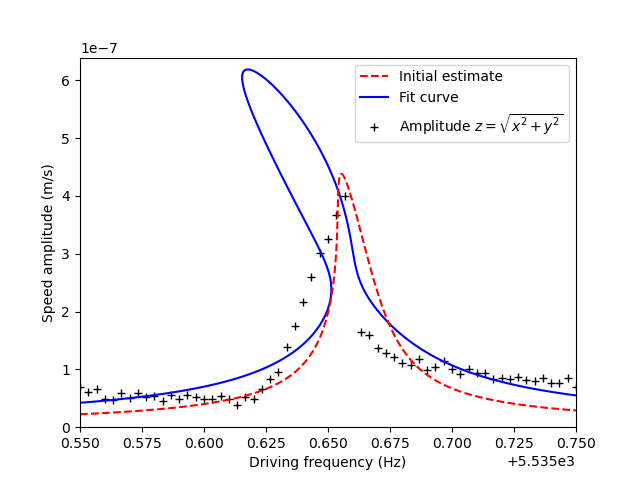 1e−7
Initial estimate
Fit curve
Amplitude z = √x² + y²
6
5
4
3
2
1
0
Speed amplitude (m/s)
0.550 0.575 0.600 0.625 0.650 0.675 0.700 0.725 0.750
Driving frequency (Hz)
+5.535e3